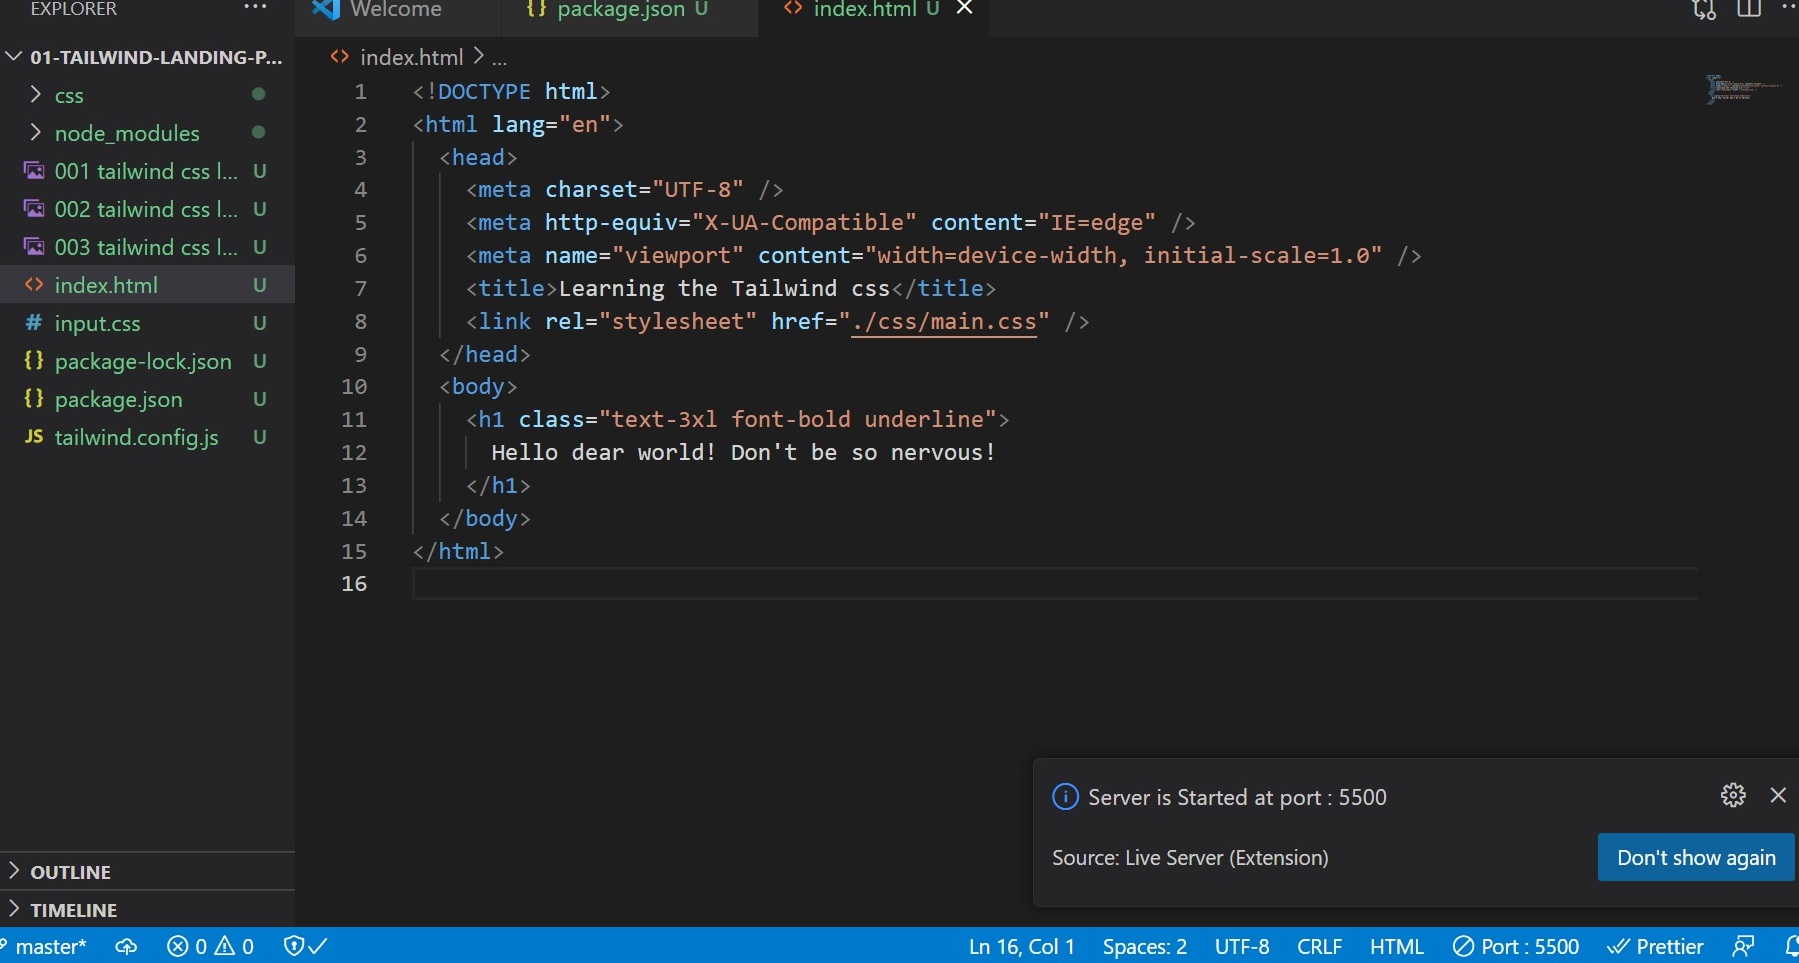 EXPLORER ...
Welcome
{} package.json U
<> index.html U ×
01-TAILWIND-LANDING-P...
css
node_modules
001 tailwind css l... U
002 tailwind css l... U
003 tailwind css l... U
<> index.html U
# input.css U
{} package-lock.json U
{} package.json U
JS tailwind.config.js U
OUTLINE
TIMELINE
<> index.html > ...
1 <!DOCTYPE html>
2 <html lang="en">
3 <head>
4 <meta charset="UTF-8" />
5 <meta http-equiv="X-UA-Compatible" content="IE=edge" />
6 <meta name="viewport" content="width=device-width, initial-scale=1.0" />
7 <title>Learning the Tailwind css</title>
8 <link rel="stylesheet" href="./css/main.css" />
9 </head>
10 <body>
11 <h1 class="text-3xl font-bold underline">
12 Hello dear world! Don't be so nervous!
13 </h1>
14 </body>
15 </html>
16
Server is Started at port : 5500
Source: Live Server (Extension)
Don't show again
master* 0 0 Ln 16, Col 1 Spaces: 2 UTF-8 CRLF HTML Port : 5500 Prettier